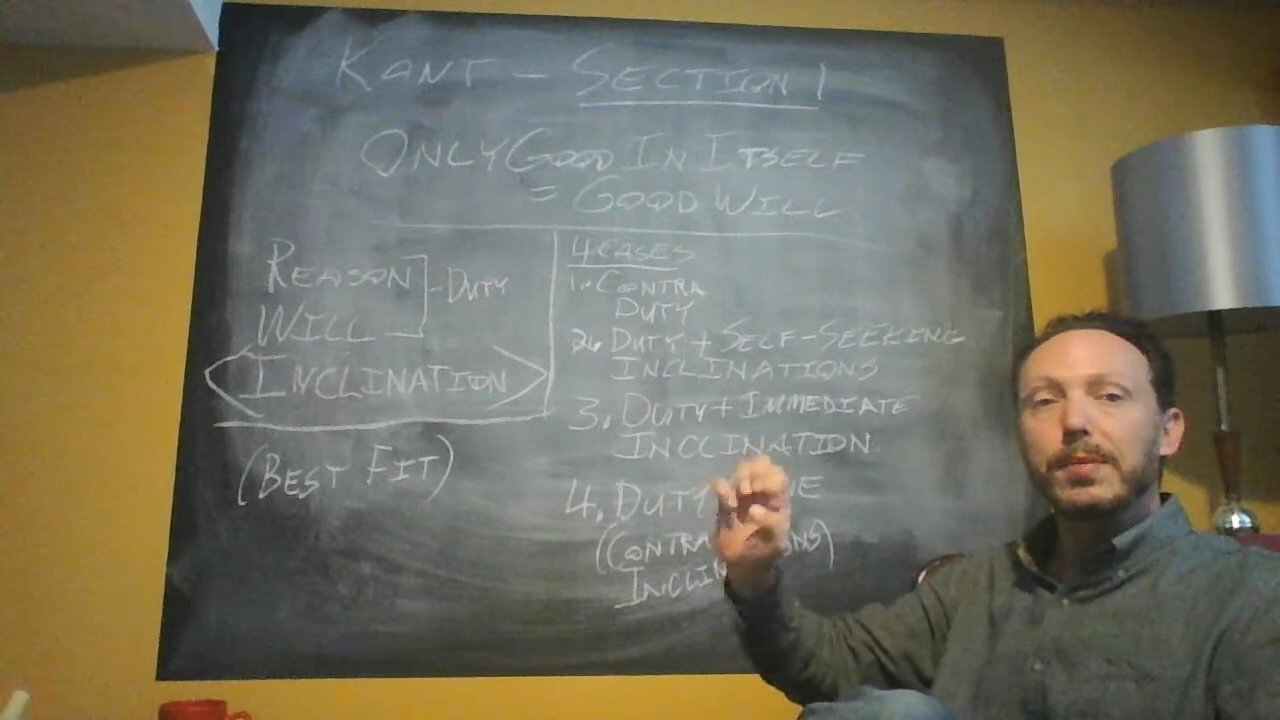 KANT - SECTION 1
ONLY GOOD IN ITSELF
= GOOD WILL
REASON
WILL
- DUTY
INCLINATION
(BEST FIT)
4 CASES
1. CONTRA
DUTY
2. DUTY + SELF-SEEKING
INCLINATIONS
3. DUTY + IMMEDIATE
INCLINATION
4. DUTY
(CONTRA